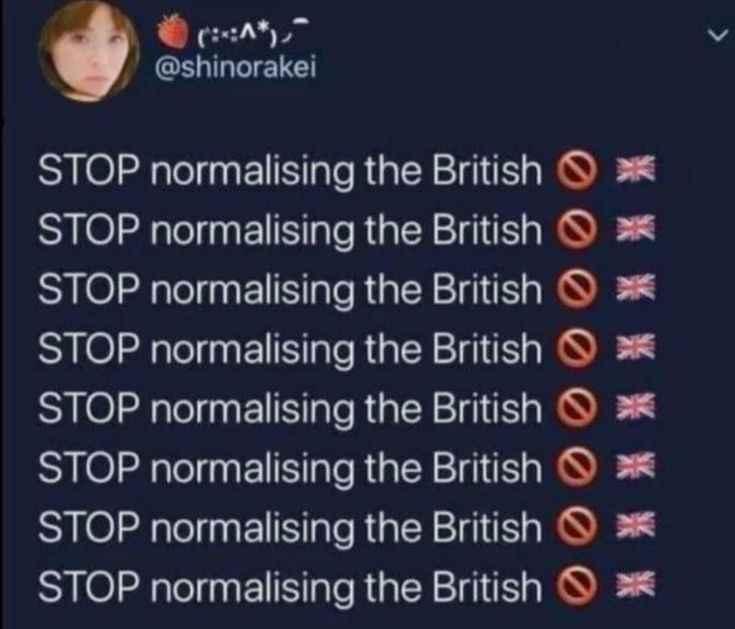 🍓 (':×:Λ*),⁀
@shinorakei
STOP normalising the British 🚫 🇬🇧
STOP normalising the British 🚫 🇬🇧
STOP normalising the British 🚫 🇬🇧
STOP normalising the British 🚫 🇬🇧
STOP normalising the British 🚫 🇬🇧
STOP normalising the British 🚫 🇬🇧
STOP normalising the British 🚫 🇬🇧
STOP normalising the British 🚫 🇬🇧